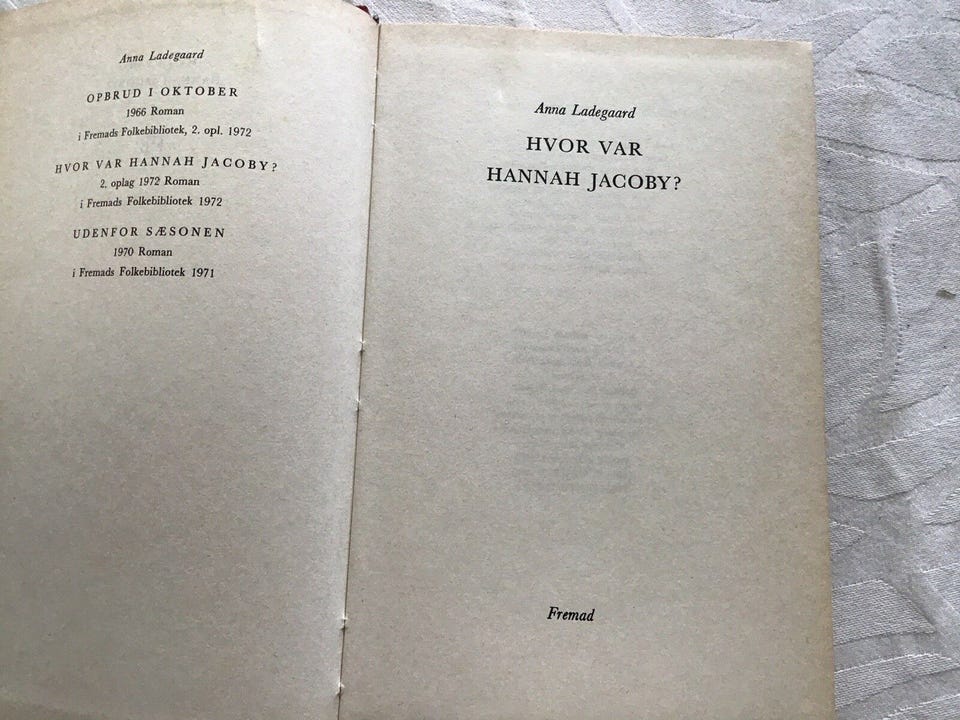 Anna Ladegaard
OPBRUD I OKTOBER
1966 Roman
i Fremads Folkebibliotek, 2. opl. 1972
HVOR VAR HANNAH JACOBY?
2. oplag 1972 Roman
i Fremads Folkebibliotek 1972
UDENFOR SÆSONEN
1970 Roman
i Fremads Folkebibliotek 1971
Anna Ladegaard
HVOR VAR
HANNAH JACOBY?
Fremad